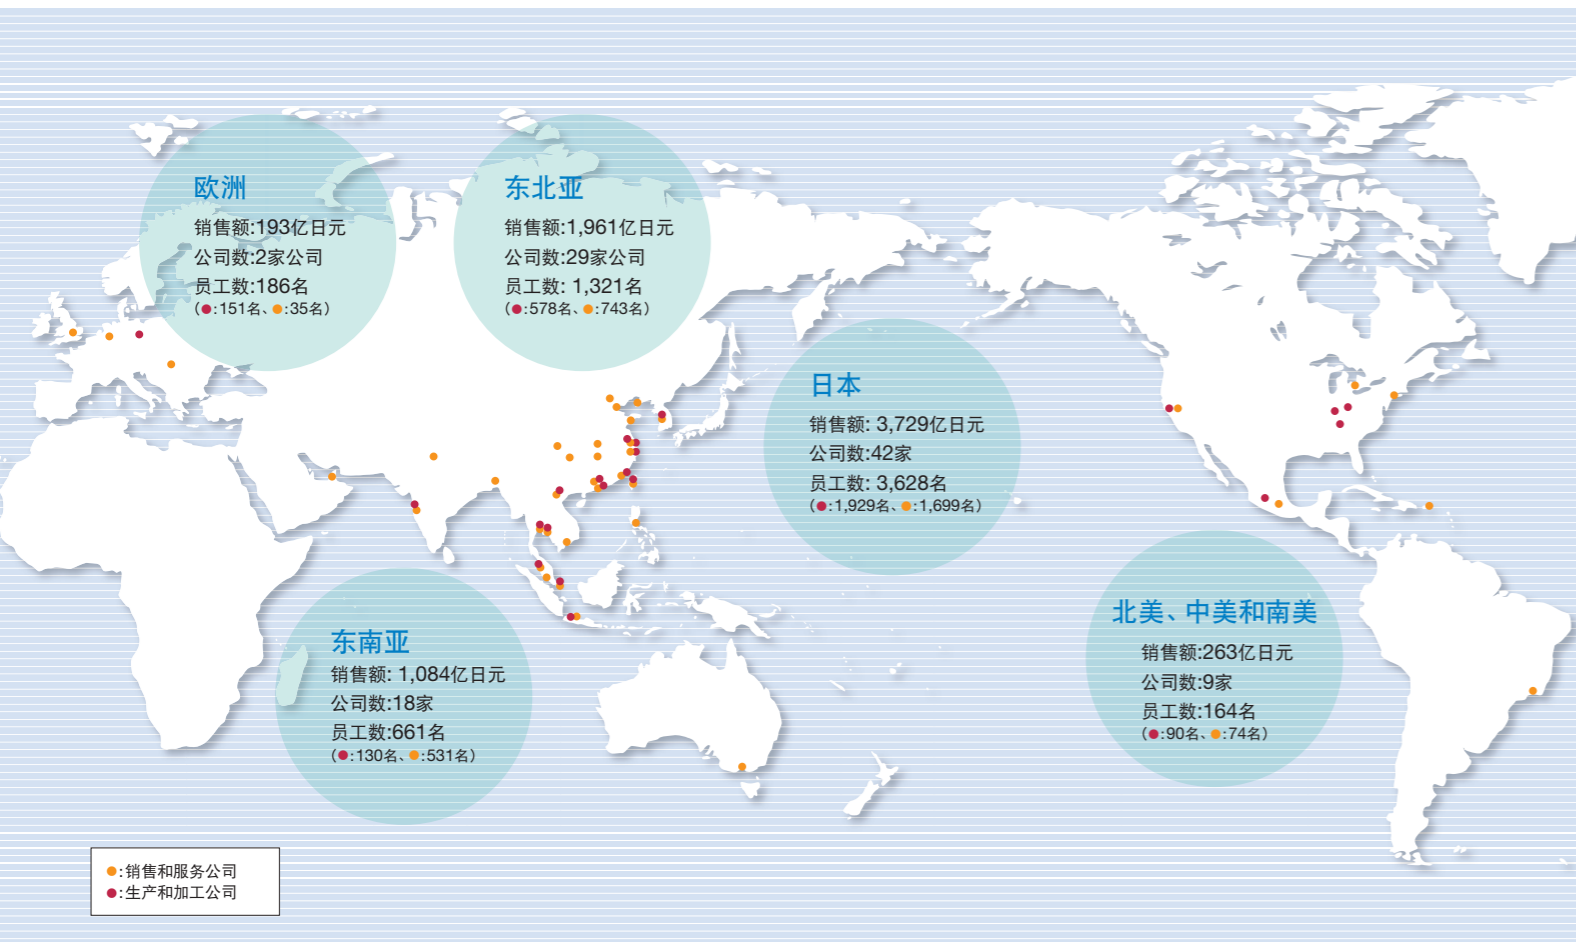 欧洲
销售额:193亿日元
公司数:2家公司
员工数:186名
(●:151名、●:35名)
东北亚
销售额:1,961亿日元
公司数:29家公司
员工数: 1,321名
(●:578名、●:743名)
日本
销售额: 3,729亿日元
公司数:42家
员工数: 3,628名
(●:1,929名、●:1,699名)
东南亚
销售额: 1,084亿日元
公司数:18家
员工数:661名
(●:130名、●:531名)
北美、中美和南美
销售额:263亿日元
公司数:9家
员工数:164名
(●:90名、●:74名)
●:销售和服务公司
●:生产和加工公司